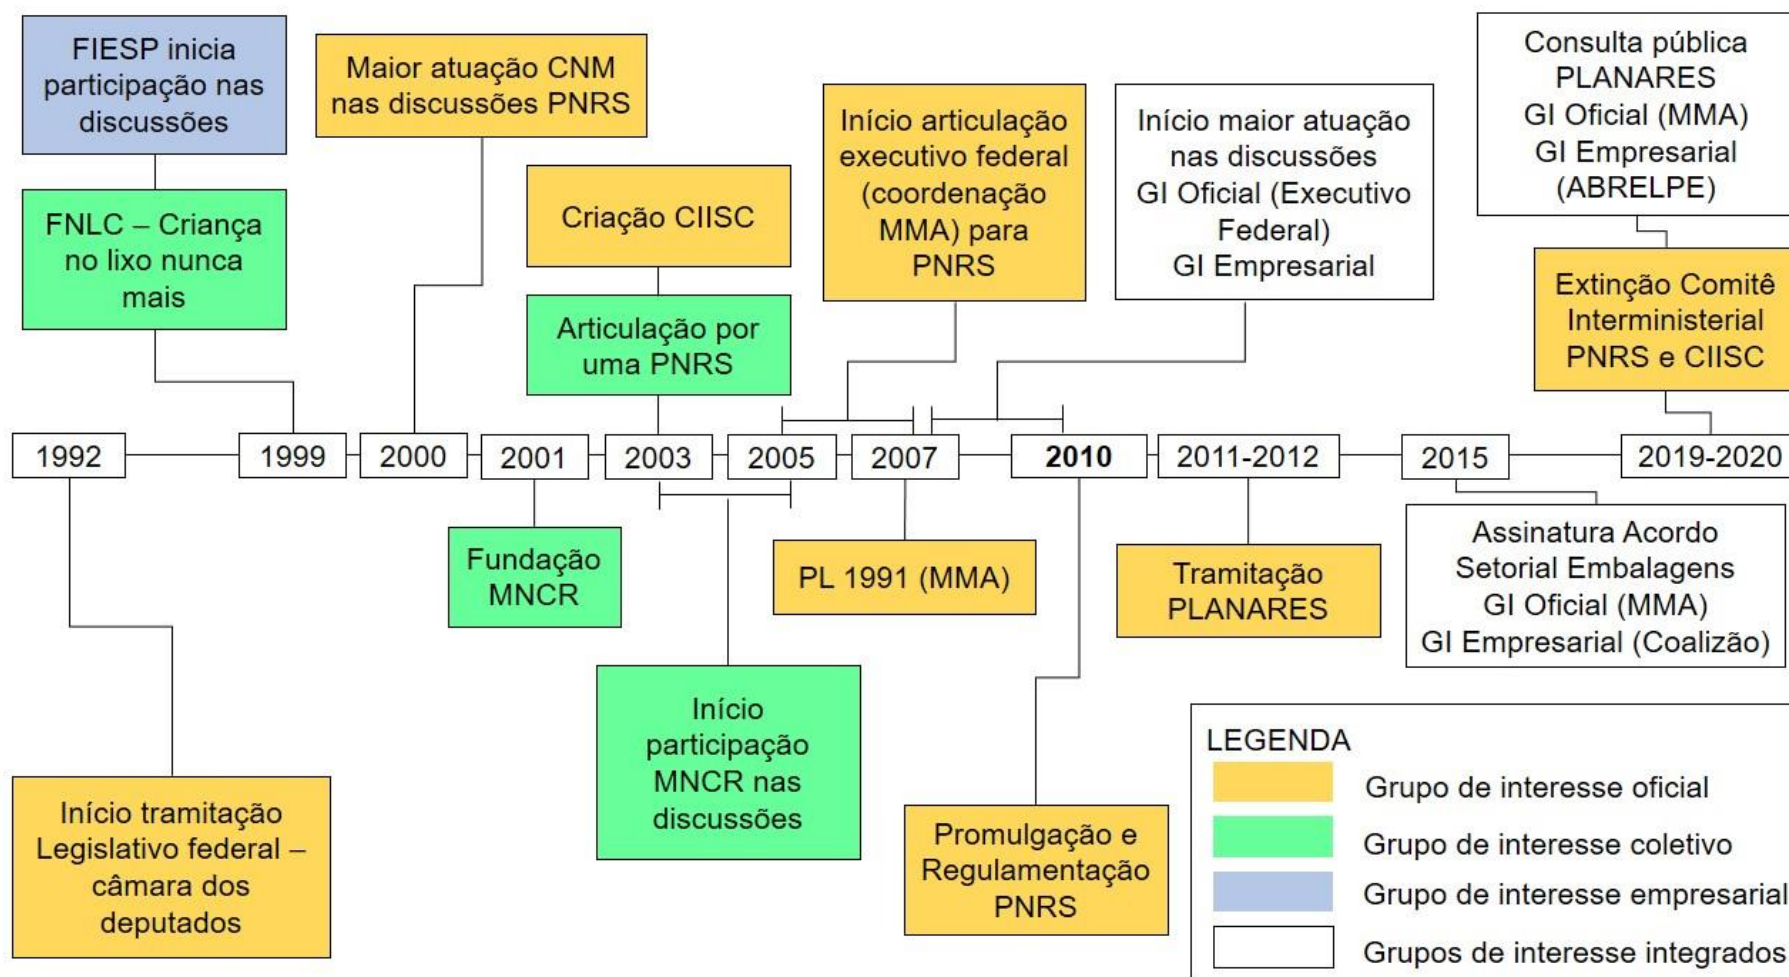 FIESP inicia
participação nas
discussões
FNLC – Criança
no lixo nunca
mais
Maior atuação CNM
nas discussões PNRS
Criação CIISC
Articulação por
uma PNRS
Início articulação
executivo federal
(coordenação
MMA) para
PNRS
Início maior atuação
nas discussões
GI Oficial (Executivo
Federal)
GI Empresarial
Consulta pública
PLANARES
GI Oficial (MMA)
GI Empresarial
(ABRELPE)
Extinção Comitê
Interministerial
PNRS e CIISC
1992
1999
2000
2001
2003
2005
2007
2010
2011-2012
2015
2019-2020
Início tramitação
Legislativo federal –
câmara dos
deputados
Fundação
MNCR
Início
participação
MNCR nas
discussões
PL 1991 (MMA)
Promulgação e
Regulamentação
PNRS
Tramitação
PLANARES
Assinatura Acordo
Setorial Embalagens
GI Oficial (MMA)
GI Empresarial (Coalizão)
LEGENDA
Grupo de interesse oficial
Grupo de interesse coletivo
Grupo de interesse empresarial
Grupos de interesse integrados